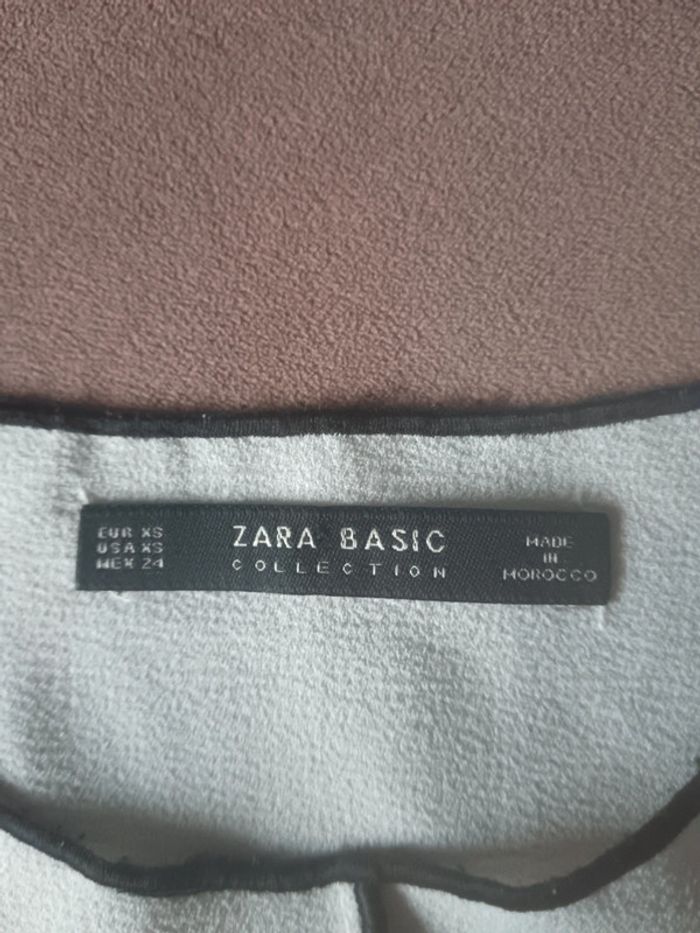 EUR XS
USA XS
MEX 24
ZARA BASIC
COLLECTION
MADE
IN
MOROCCO